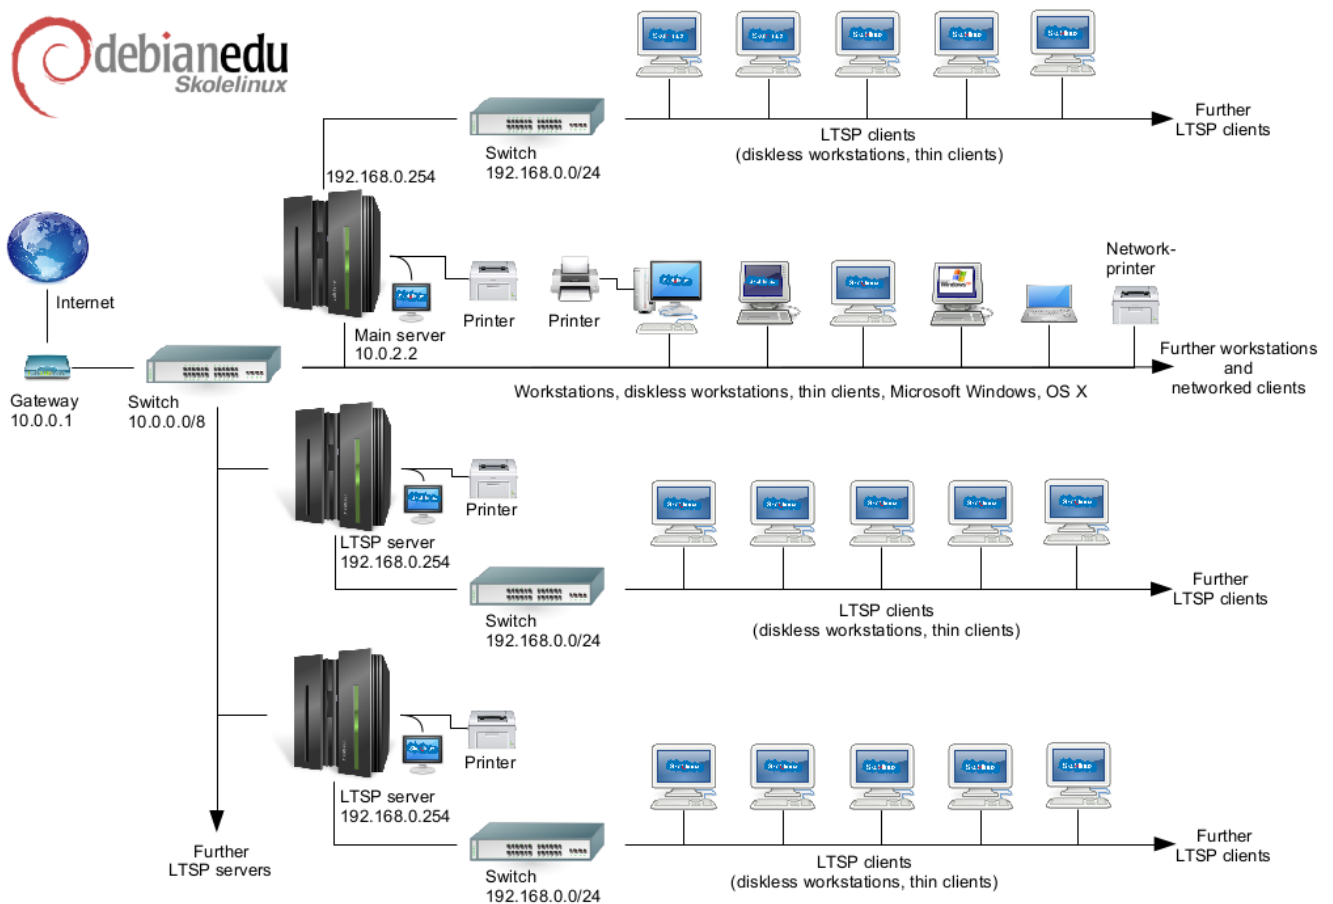 debianedu
Skolelinux
Further
LTSP clients
LTSP clients
(diskless workstations, thin clients)
Switch
192.168.0.0/24
192.168.0.254
Internet
Network-
printer
Printer
Printer
Main server
10.0.2.2
Windows
Gateway
10.0.0.1
Switch
10.0.0.0/8
Further workstations
and
networked clients
Workstations, diskless workstations, thin clients, Microsoft Windows, OS X
Printer
LTSP server
192.168.0.254
Switch
192.168.0.0/24
LTSP clients
(diskless workstations, thin clients)
Further
LTSP clients
Printer
LTSP server
192.168.0.254
Further
LTSP servers
Switch
192.168.0.0/24
LTSP clients
(diskless workstations, thin clients)
Further
LTSP clients